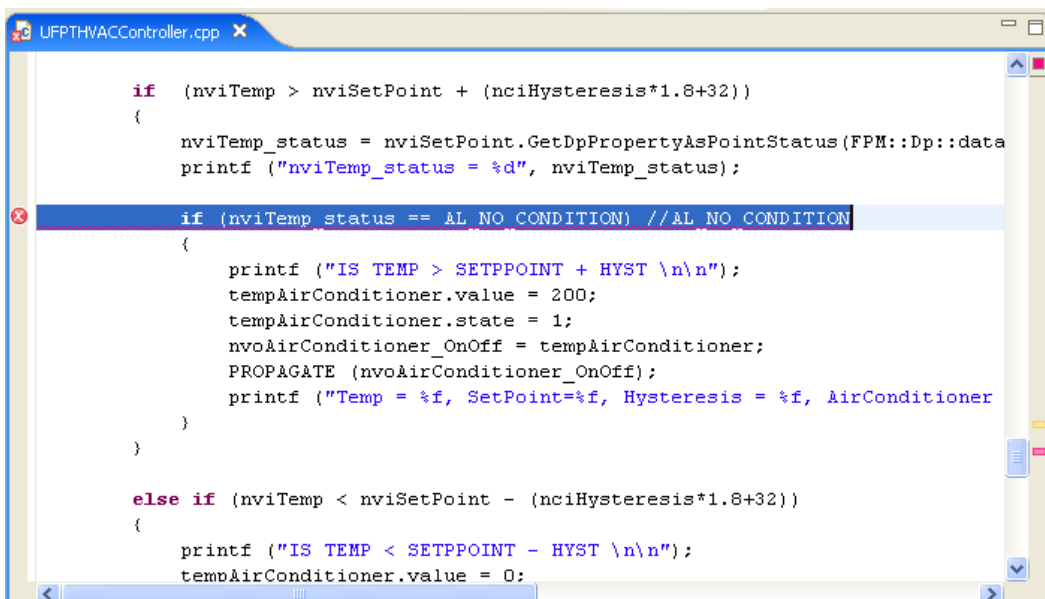 UFPTHVACController.cpp
if (nviTemp > nviSetPoint + (nciHysteresis*1.8+32))
{
nviTemp_status = nviSetPoint.GetDpPropertyAsPointStatus(FPM::Dp::data
printf ("nviTemp_status = %d", nviTemp_status);
if (nviTemp_status == AL_NO_CONDITION) //AL_NO_CONDITION
{
printf ("IS TEMP > SETPPOINT + HYST \n\n");
tempAirConditioner.value = 200;
tempAirConditioner.state = 1;
nvoAirConditioner_OnOff = tempAirConditioner;
PROPAGATE (nvoAirConditioner_OnOff);
printf ("Temp = %f, SetPoint=%f, Hysteresis = %f, AirConditioner
}
}
else if (nviTemp < nviSetPoint - (nciHysteresis*1.8+32))
{
printf ("IS TEMP < SETPPOINT - HYST \n\n");
tempAirConditioner.value = 0;